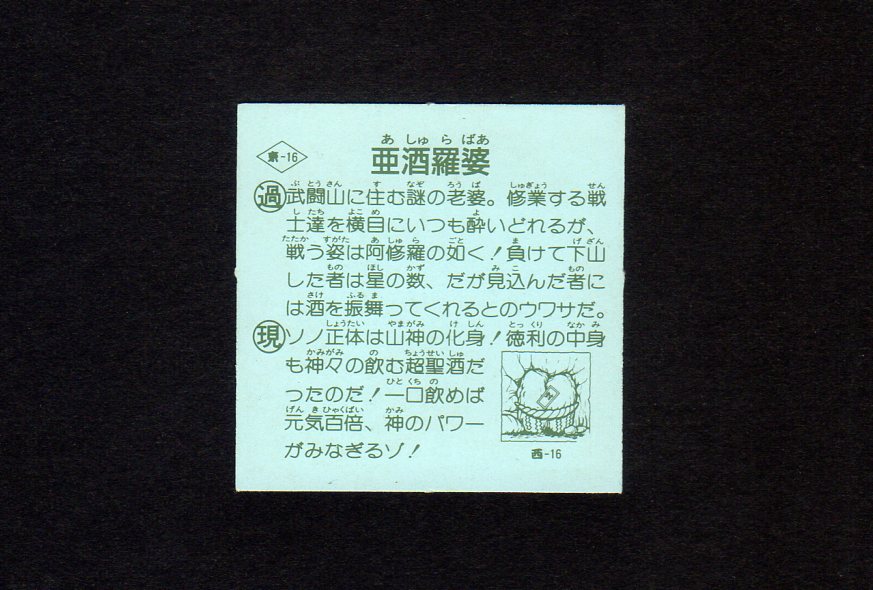 東-16
あしゅらばあ
亜酒羅婆
過 武闘山に住む謎の老婆。修業する戦
士達を横目にいつも酔いどれるが、
戦う姿は阿修羅の如く！負けて下山
した者は星の数、だが見込んだ者に
は酒を振舞ってくれるとのウワサだ。
現 ソノ正体は山神の化身！徳利の中身
も神々の飲む超聖酒だ
ったのだ！一口飲めば
元気百倍、神のパワー
がみなぎるゾ！
西-16